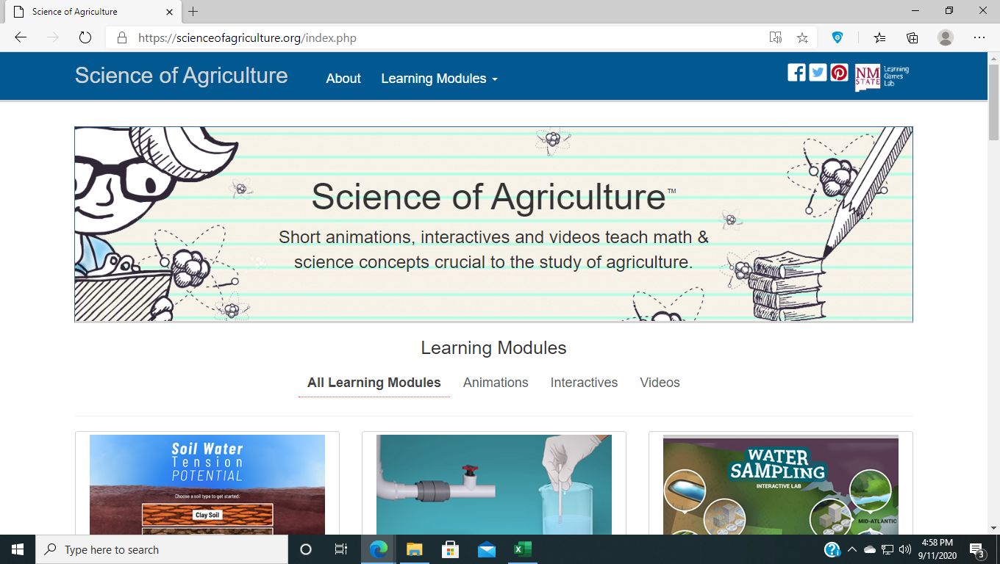 Science of Agriculture
https://scienceofagriculture.org/index.php
Science of Agriculture
About
Learning Modules
NM
STATE
Learning
Games
Lab
Science of Agriculture™
Short animations, interactives and videos teach math &
science concepts crucial to the study of agriculture.
Learning Modules
All Learning Modules
Animations
Interactives
Videos
Soil Water
Tension
POTENTIAL
Choose a soil type to get started:
Clay Soil
WATER
SAMPLING
INTERACTIVE LAB
MID-ATLANTIC
Type here to search
4:58 PM
9/11/2020
3